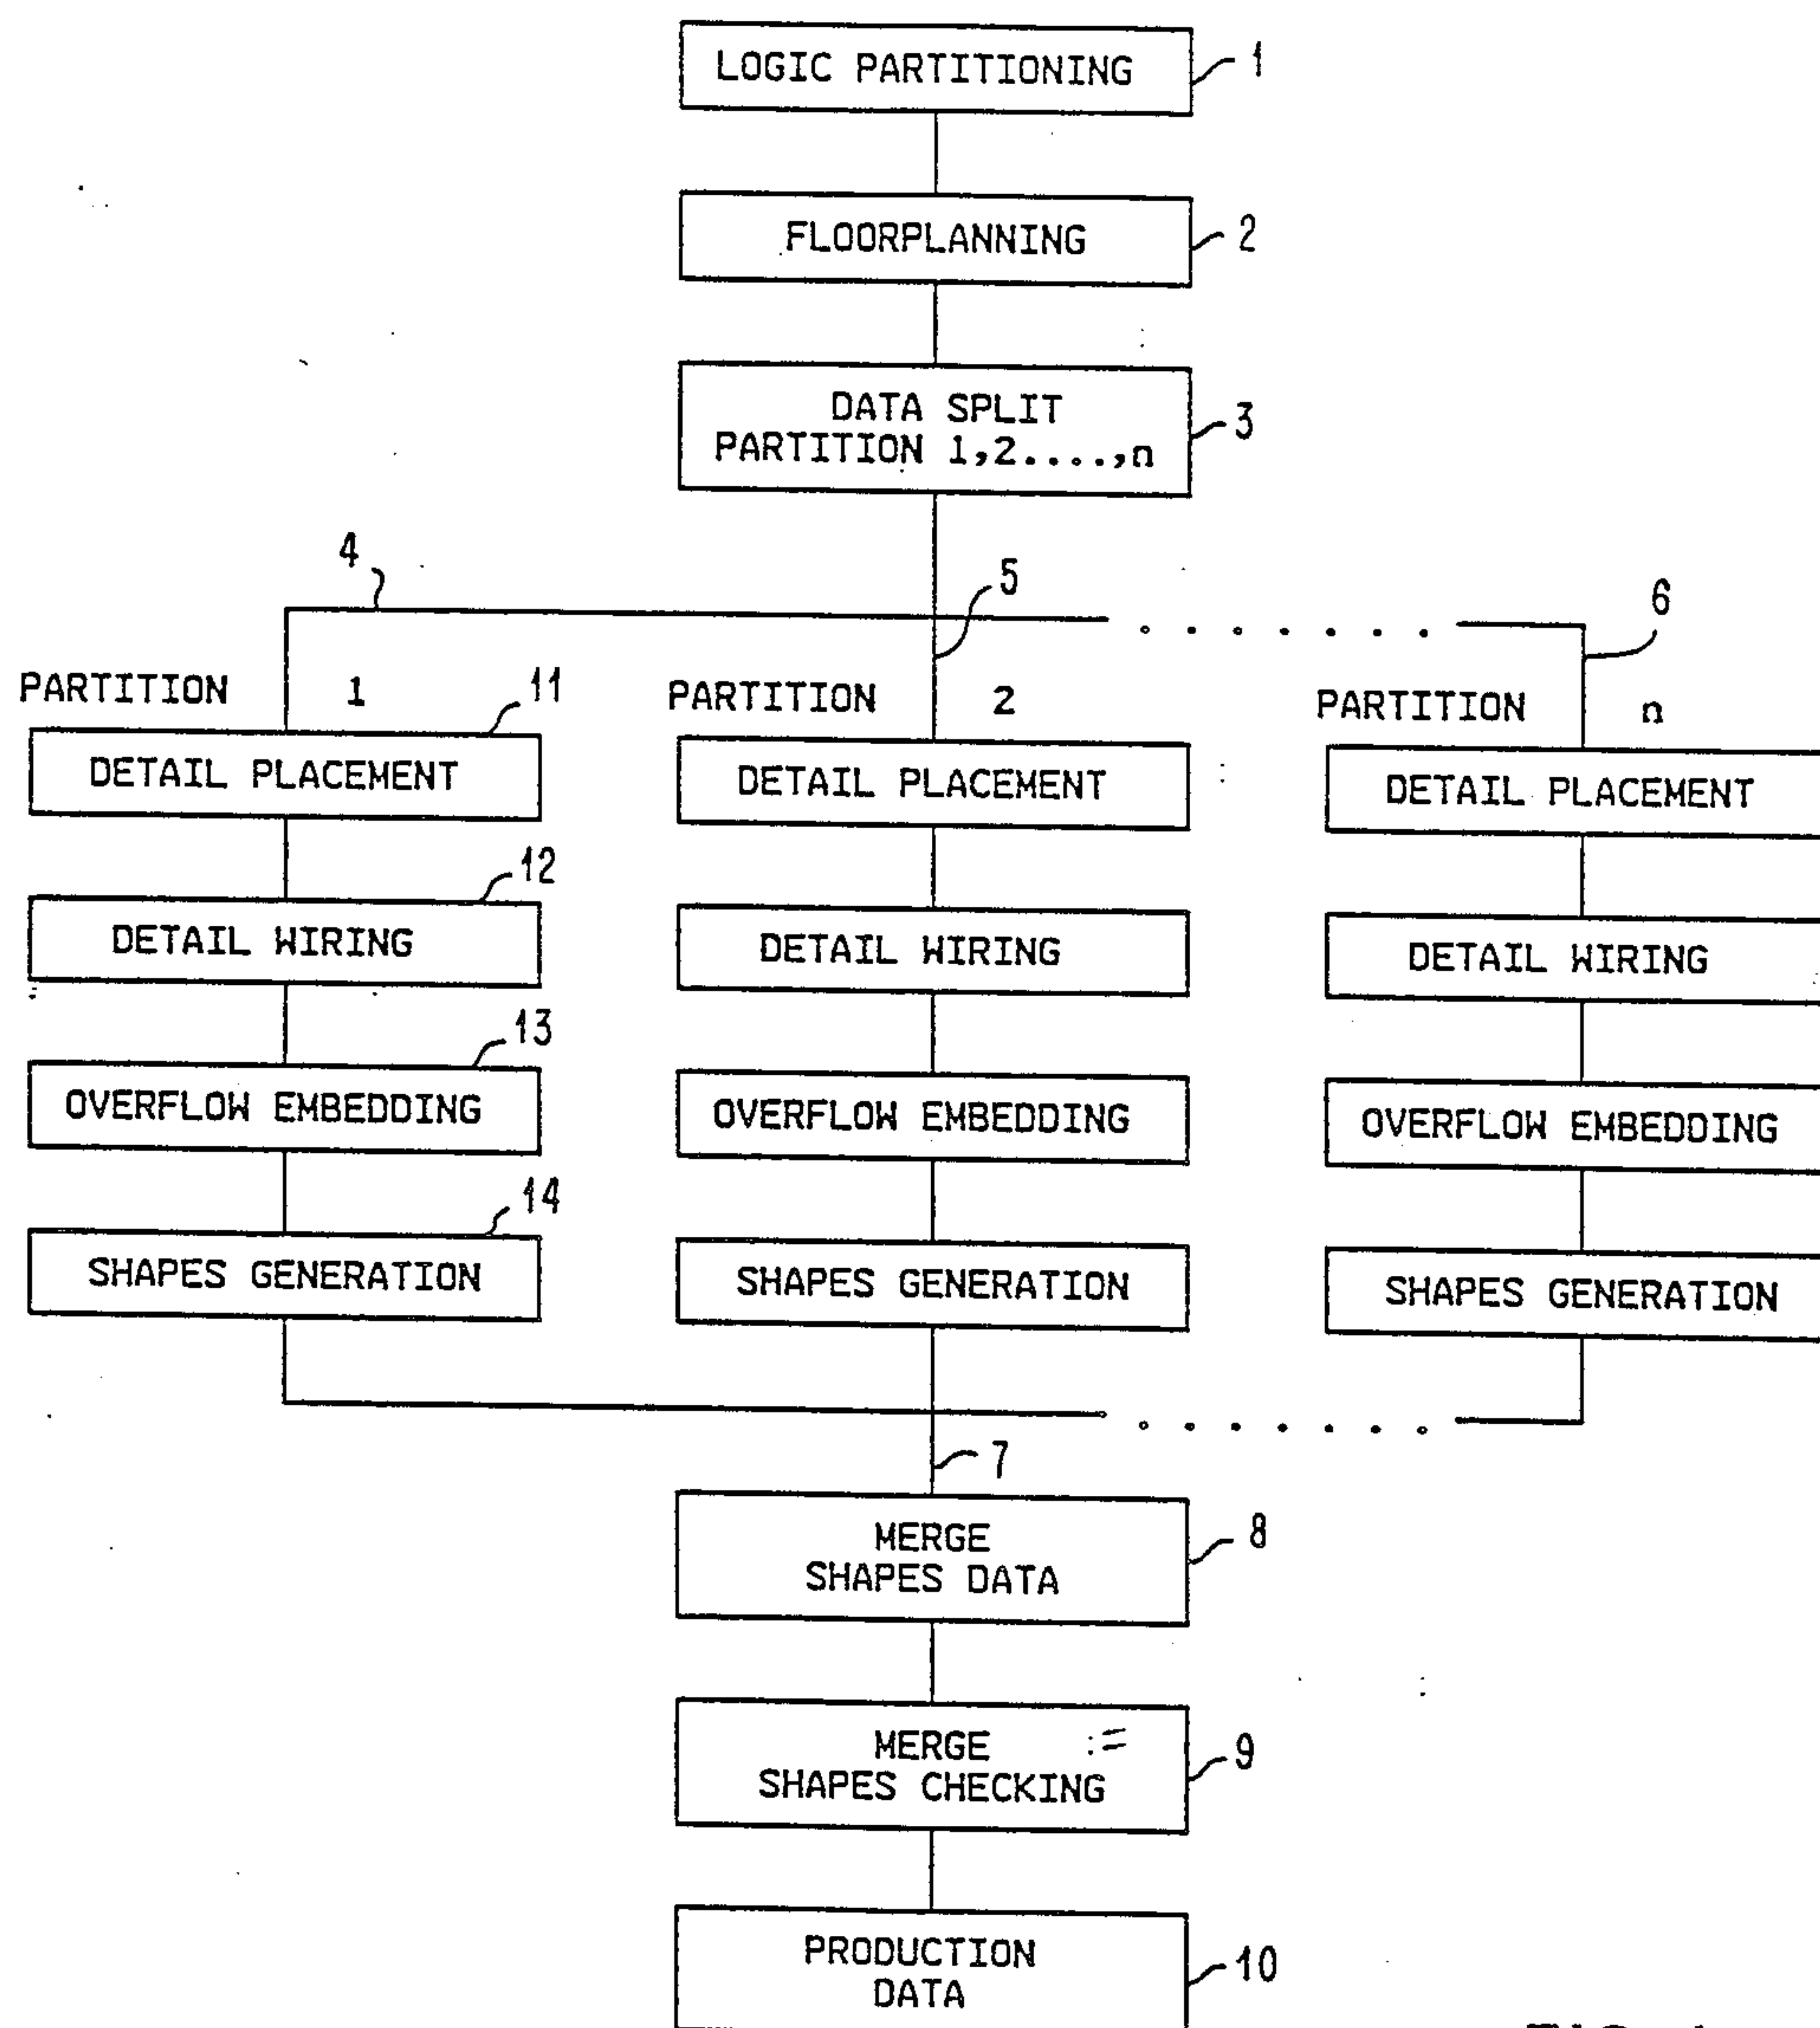 LOGIC PARTITIONING
1
FLOORPLANNING
2
DATA SPLIT
PARTITION 1,2....,n
3
4
5
6
PARTITION 1
11
DETAIL PLACEMENT
12
DETAIL WIRING
13
OVERFLOW EMBEDDING
14
SHAPES GENERATION
PARTITION 2
DETAIL PLACEMENT
DETAIL WIRING
OVERFLOW EMBEDDING
SHAPES GENERATION
PARTITION n
DETAIL PLACEMENT
DETAIL WIRING
OVERFLOW EMBEDDING
SHAPES GENERATION
7
MERGE
SHAPES DATA
8
MERGE
SHAPES CHECKING
9
PRODUCTION
DATA
10